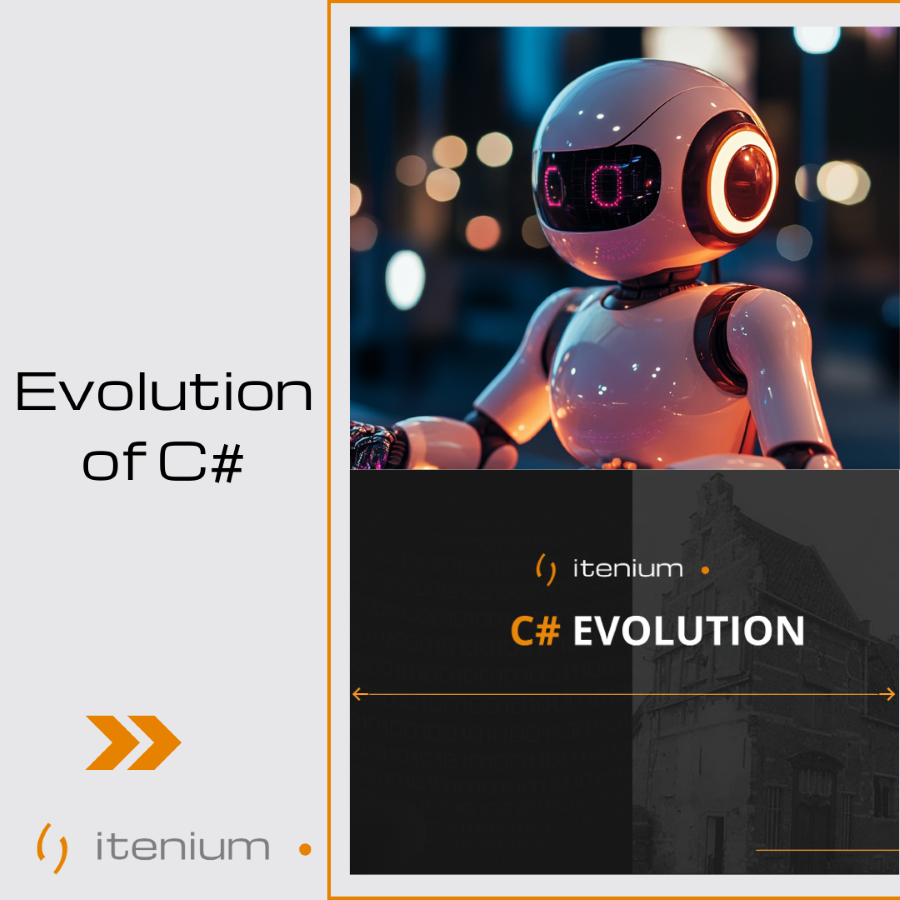 Evolution
of C#
itenium
itenium
C# EVOLUTION